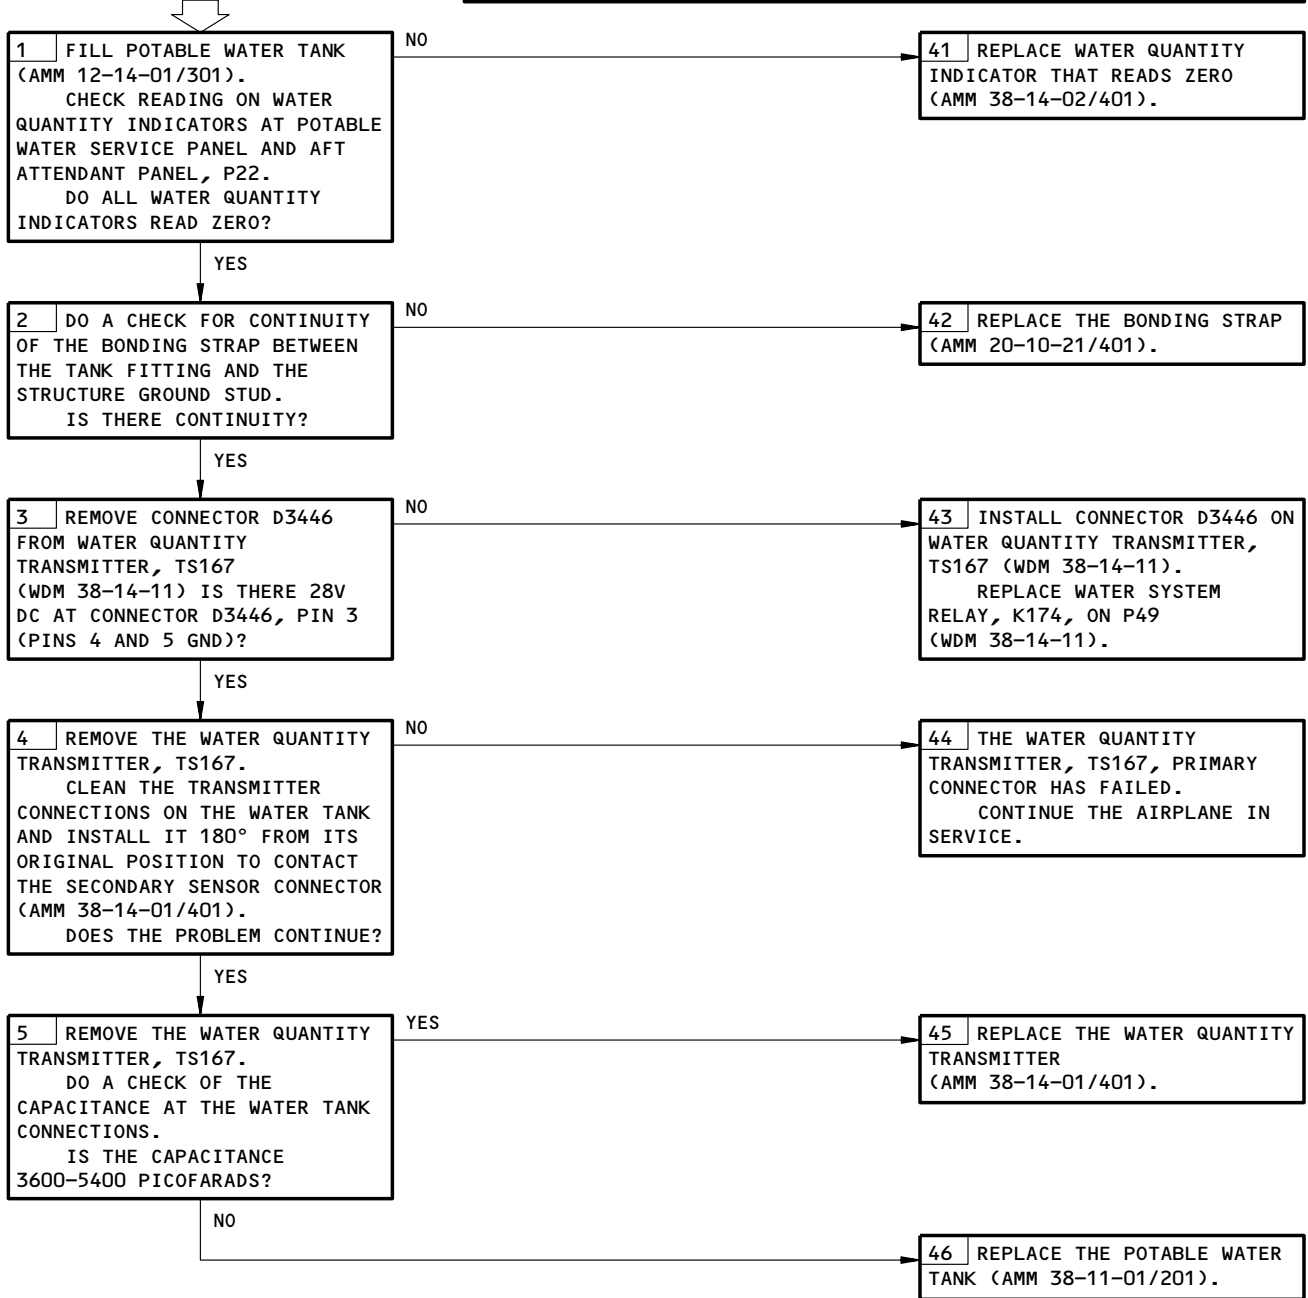 1 FILL POTABLE WATER TANK
(AMM 12-14-01/301).
CHECK READING ON WATER
QUANTITY INDICATORS AT POTABLE
WATER SERVICE PANEL AND AFT
ATTENDANT PANEL, P22.
DO ALL WATER QUANTITY
INDICATORS READ ZERO?
NO
41 REPLACE WATER QUANTITY
INDICATOR THAT READS ZERO
(AMM 38-14-02/401).
YES
2 DO A CHECK FOR CONTINUITY
OF THE BONDING STRAP BETWEEN
THE TANK FITTING AND THE
STRUCTURE GROUND STUD.
IS THERE CONTINUITY?
NO
42 REPLACE THE BONDING STRAP
(AMM 20-10-21/401).
YES
3 REMOVE CONNECTOR D3446
FROM WATER QUANTITY
TRANSMITTER, TS167
(WDM 38-14-11) IS THERE 28V
DC AT CONNECTOR D3446, PIN 3
(PINS 4 AND 5 GND)?
NO
43 INSTALL CONNECTOR D3446 ON
WATER QUANTITY TRANSMITTER,
TS167 (WDM 38-14-11).
REPLACE WATER SYSTEM
RELAY, K174, ON P49
(WDM 38-14-11).
YES
4 REMOVE THE WATER QUANTITY
TRANSMITTER, TS167.
CLEAN THE TRANSMITTER
CONNECTIONS ON THE WATER TANK
AND INSTALL IT 180° FROM ITS
ORIGINAL POSITION TO CONTACT
THE SECONDARY SENSOR CONNECTOR
(AMM 38-14-01/401).
DOES THE PROBLEM CONTINUE?
NO
44 THE WATER QUANTITY
TRANSMITTER, TS167, PRIMARY
CONNECTOR HAS FAILED.
CONTINUE THE AIRPLANE IN
SERVICE.
YES
5 REMOVE THE WATER QUANTITY
TRANSMITTER, TS167.
DO A CHECK OF THE
CAPACITANCE AT THE WATER TANK
CONNECTIONS.
IS THE CAPACITANCE
3600-5400 PICOFARADS?
YES
45 REPLACE THE WATER QUANTITY
TRANSMITTER
(AMM 38-14-01/401).
NO
46 REPLACE THE POTABLE WATER
TANK (AMM 38-11-01/201).